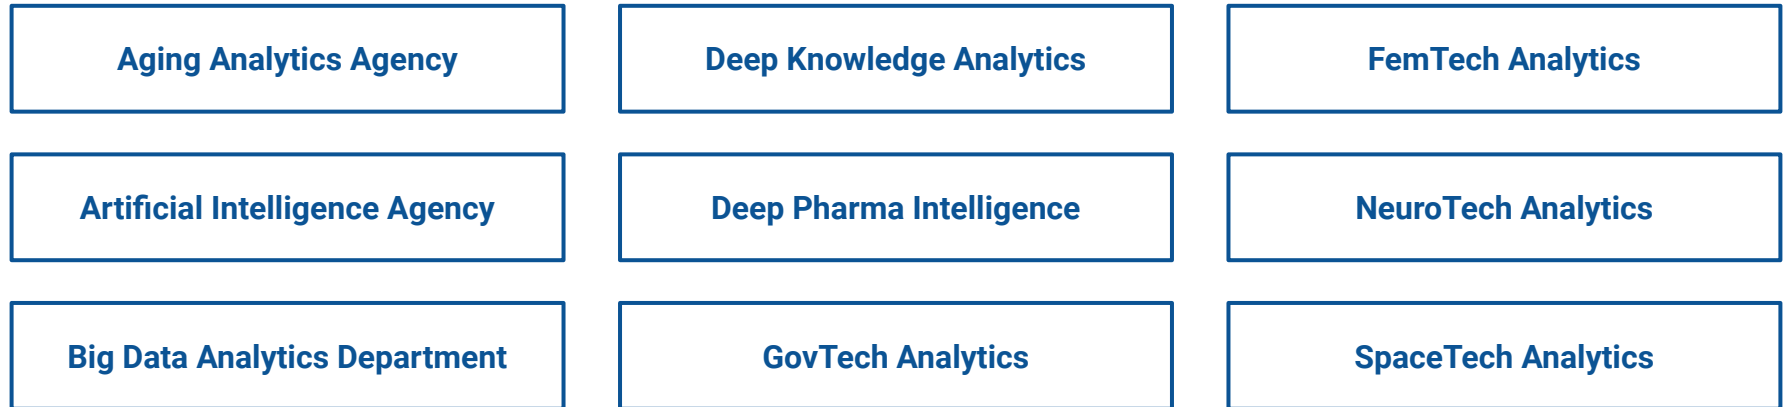 Aging Analytics Agency
Deep Knowledge Analytics
FemTech Analytics
Artificial Intelligence Agency
Deep Pharma Intelligence
NeuroTech Analytics
Big Data Analytics Department
GovTech Analytics
SpaceTech Analytics